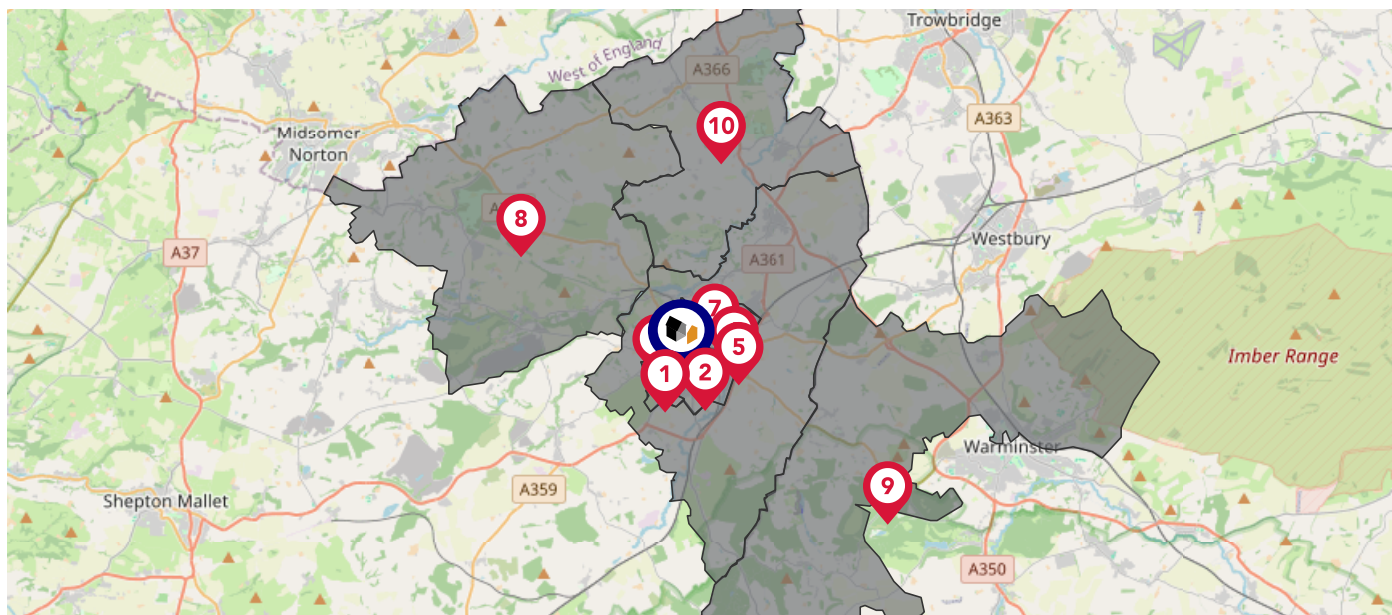 Trowbridge
West of England
A366
A363
10
Midsomer
Norton
8
A37
Westbury
A361
7
5
1
2
Imber Range
Warminster
9
A359
Shepton Mallet
A350